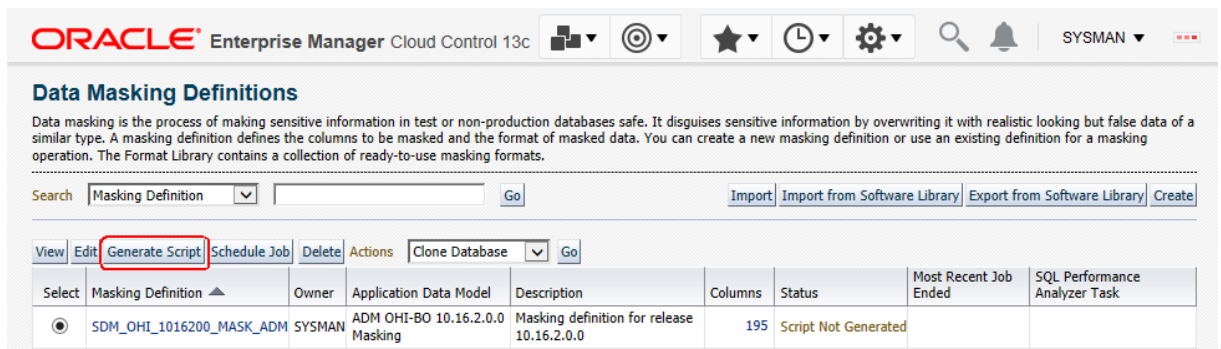 ORACLE Enterprise Manager Cloud Control 13c SYSMAN
Data Masking Definitions
Data masking is the process of making sensitive information in test or non-production databases safe. It disguises sensitive information by overwriting it with realistic looking but false data of a
similar type. A masking definition defines the columns to be masked and the format of masked data. You can create a new masking definition or use an existing definition for a masking
operation. The Format Library contains a collection of ready-to-use masking formats.
Search Masking Definition Go Import Import from Software Library Export from Software Library Create
View Edit Generate Script Schedule Job Delete Actions Clone Database Go
Select Masking Definition Owner Application Data Model Description Columns Status Most Recent Job Ended SQL Performance Analyzer Task
SDM_OHI_1016200_MASK_ADM SYSMAN ADM OHI-BO 10.16.2.0.0 Masking Masking definition for release 10.16.2.0.0 195 Script Not Generated